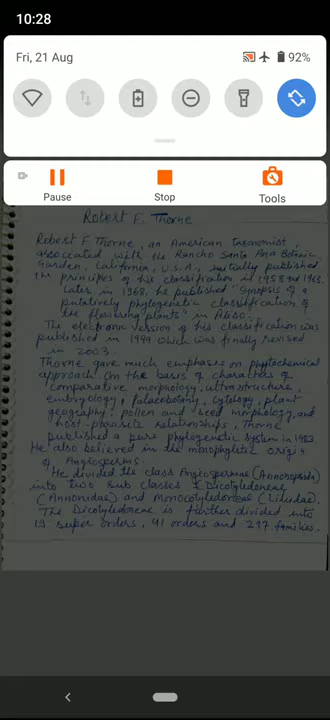 10:28
Fri, 21 Aug
92%
Pause
Stop
Tools
Robert F. Thorne
Robert F Thorne, an American taxonomist,
associated with the Rancho Santa Ana Botanic
Garden, California, U.S.A., initially published
the principles of his classification in 1958 and 1963.
Later in 1968, he published "Synopsis of a
putatively phylogenetic classification of
the flowering plants" in Aliso.
The electronic version of his classification was
published in 1999 which was finally revised
in 2003.
Thorne gave much emphasis on phytochemical
approach. On the basis of characters of
comparative morphology, ultrastructure,
embryology, Palaeobotany, cytology, plant
geography, pollen and seed morphology, and
host-parasite relationships, Thorne
published a pure phylogenetic system in 1983.
He also believed in the monophyletic origin
of Angiosperms.
He divided the class Angiospermae (Annonopsida)
into two sub classes - Dicotyledoneae
(Annonidae) and Monocotyledoneae (Liliidae).
The Dicotyledoneae is further divided into
19 super orders, 41 orders and 297 families.